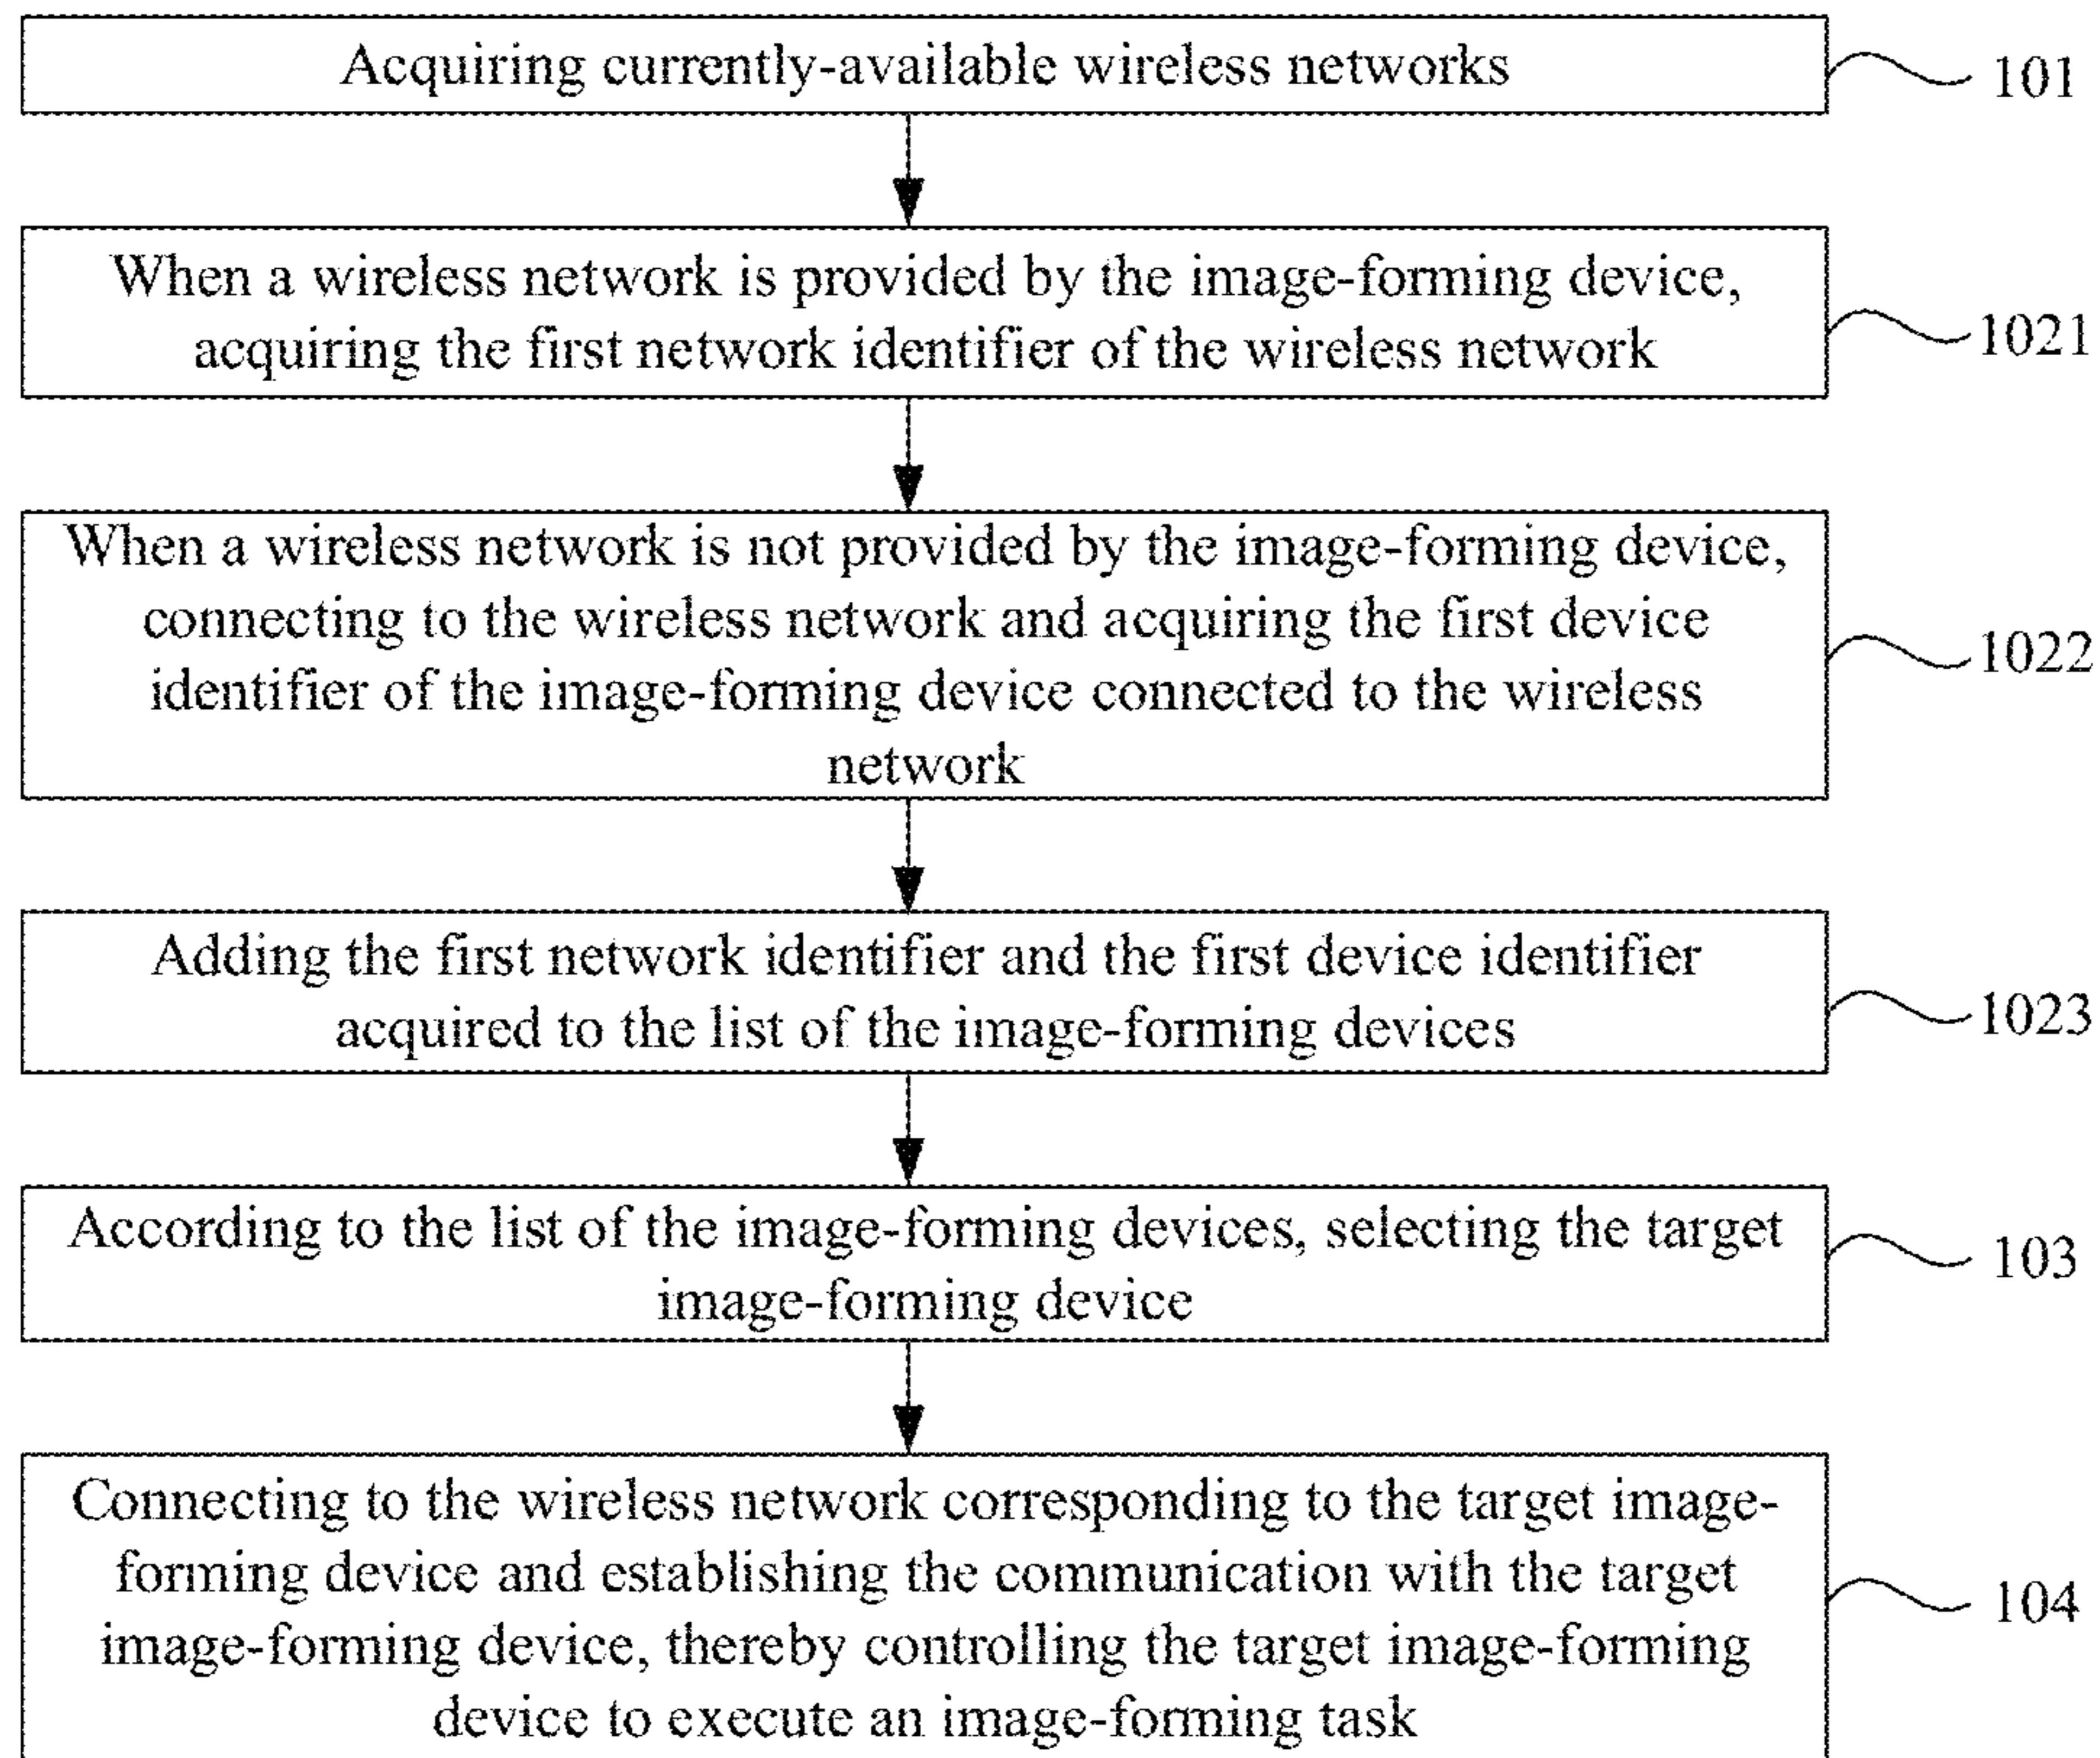 Acquiring currently-available wireless networks
101
When a wireless network is provided by the image-forming device,
acquiring the first network identifier of the wireless network
1021
When a wireless network is not provided by the image-forming device,
connecting to the wireless network and acquiring the first device
identifier of the image-forming device connected to the wireless
network
1022
Adding the first network identifier and the first device identifier
acquired to the list of the image-forming devices
1023
According to the list of the image-forming devices, selecting the target
image-forming device
103
Connecting to the wireless network corresponding to the target image-
forming device and establishing the communication with the target
image-forming device, thereby controlling the target image-forming
device to execute an image-forming task
104